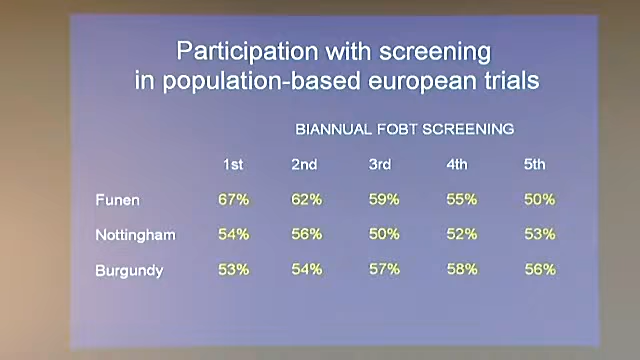 Participation with screening
in population-based european trials
BIANNUAL FOBT SCREENING
1st 2nd 3rd 4th 5th
Funen 67% 62% 59% 55% 50%
Nottingham 54% 56% 50% 52% 53%
Burgundy 53% 54% 57% 58% 56%